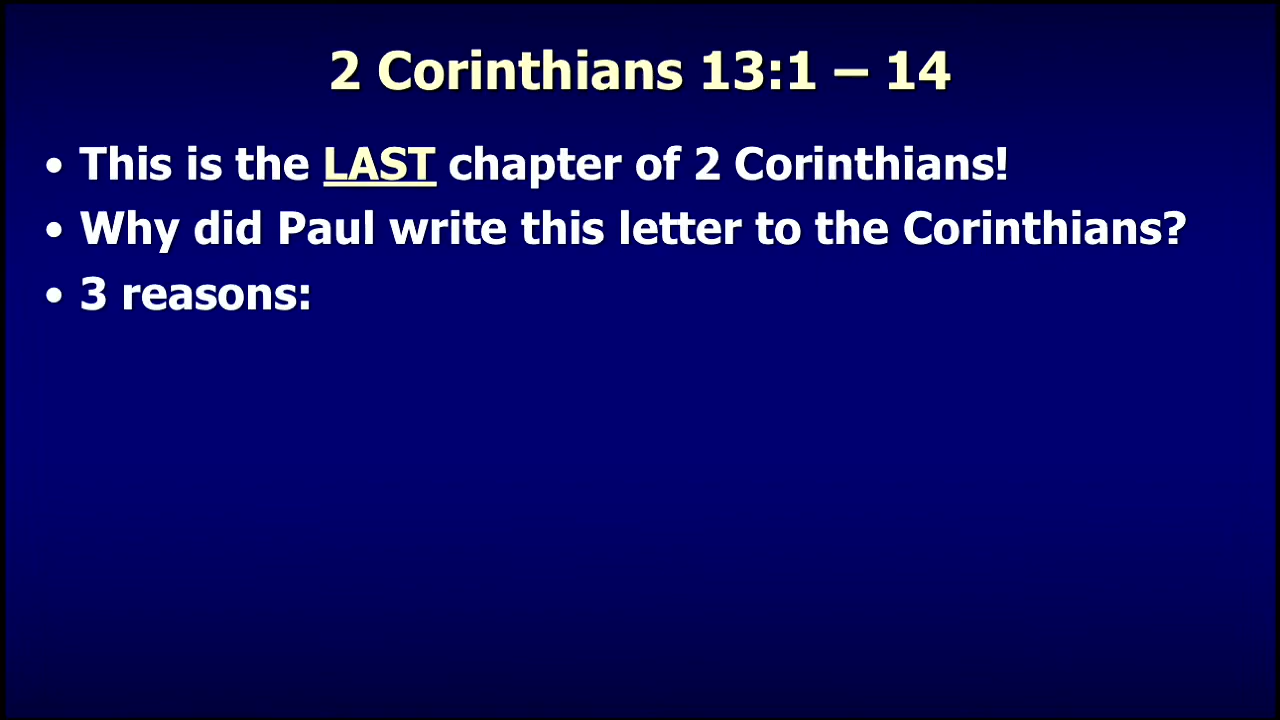 2 Corinthians 13:1 – 14
• This is the LAST chapter of 2 Corinthians!
• Why did Paul write this letter to the Corinthians?
• 3 reasons: